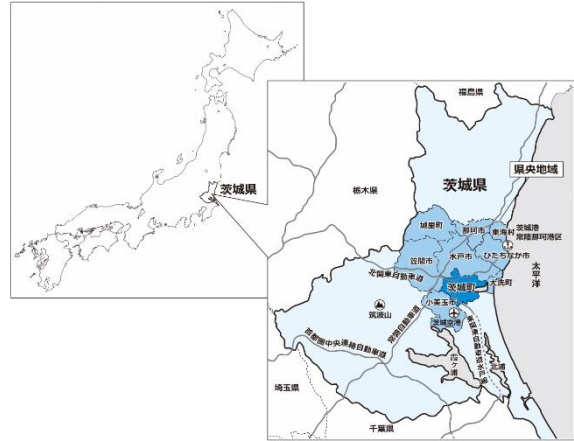 茨城県
福島県
栃木県
茨城県
県央地域
城里町
那珂市
東海村
茨城港
常陸那珂港区
笠間市
水戸市
ひたちなか市
北関東自動車道
茨城町
大洗町
太平洋
小美玉市
筑波山
常磐自動車道
茨城空港
東関東自動車道水戸線
首都圏中央連絡自動車道
霞ヶ浦
北浦
埼玉県
千葉県